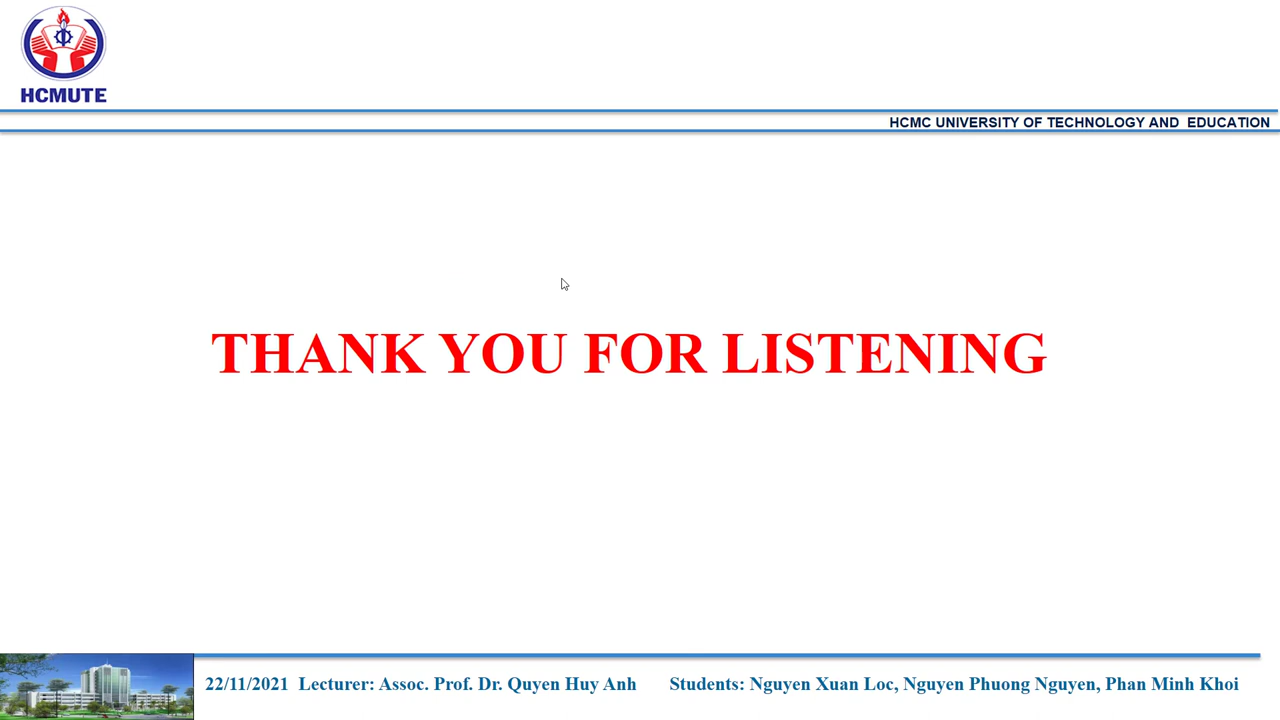 HCMUTE
HCMC UNIVERSITY OF TECHNOLOGY AND EDUCATION
THANK YOU FOR LISTENING
22/11/2021 Lecturer: Assoc. Prof. Dr. Quyen Huy Anh Students: Nguyen Xuan Loc, Nguyen Phuong Nguyen, Phan Minh Khoi